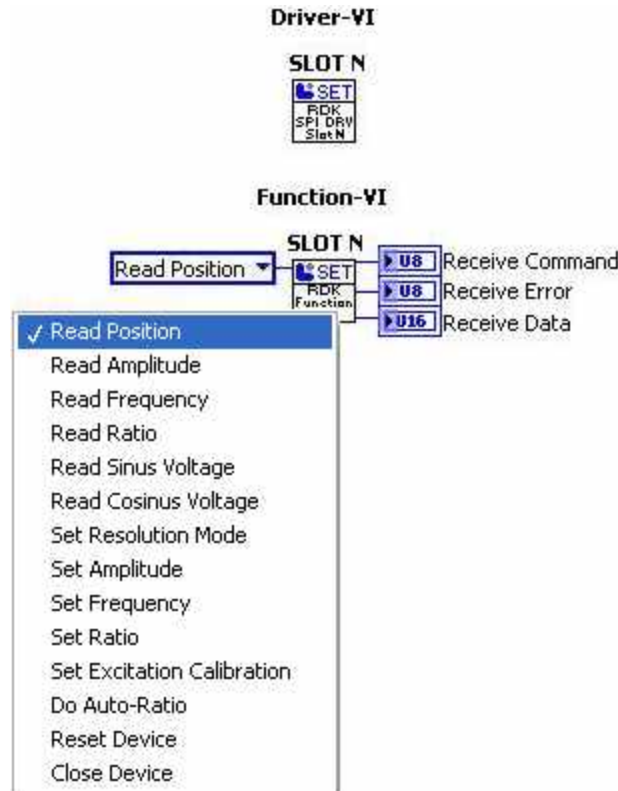 Driver-VI
SLOT N
SET
RDK
SPI DRV
Slot N
Function-VI
SLOT N
Read Position
SET
RDK
Function
U8 Receive Command
U8 Receive Error
U16 Receive Data
✓ Read Position
Read Amplitude
Read Frequency
Read Ratio
Read Sinus Voltage
Read Cosinus Voltage
Set Resolution Mode
Set Amplitude
Set Frequency
Set Ratio
Set Excitation Calibration
Do Auto-Ratio
Reset Device
Close Device